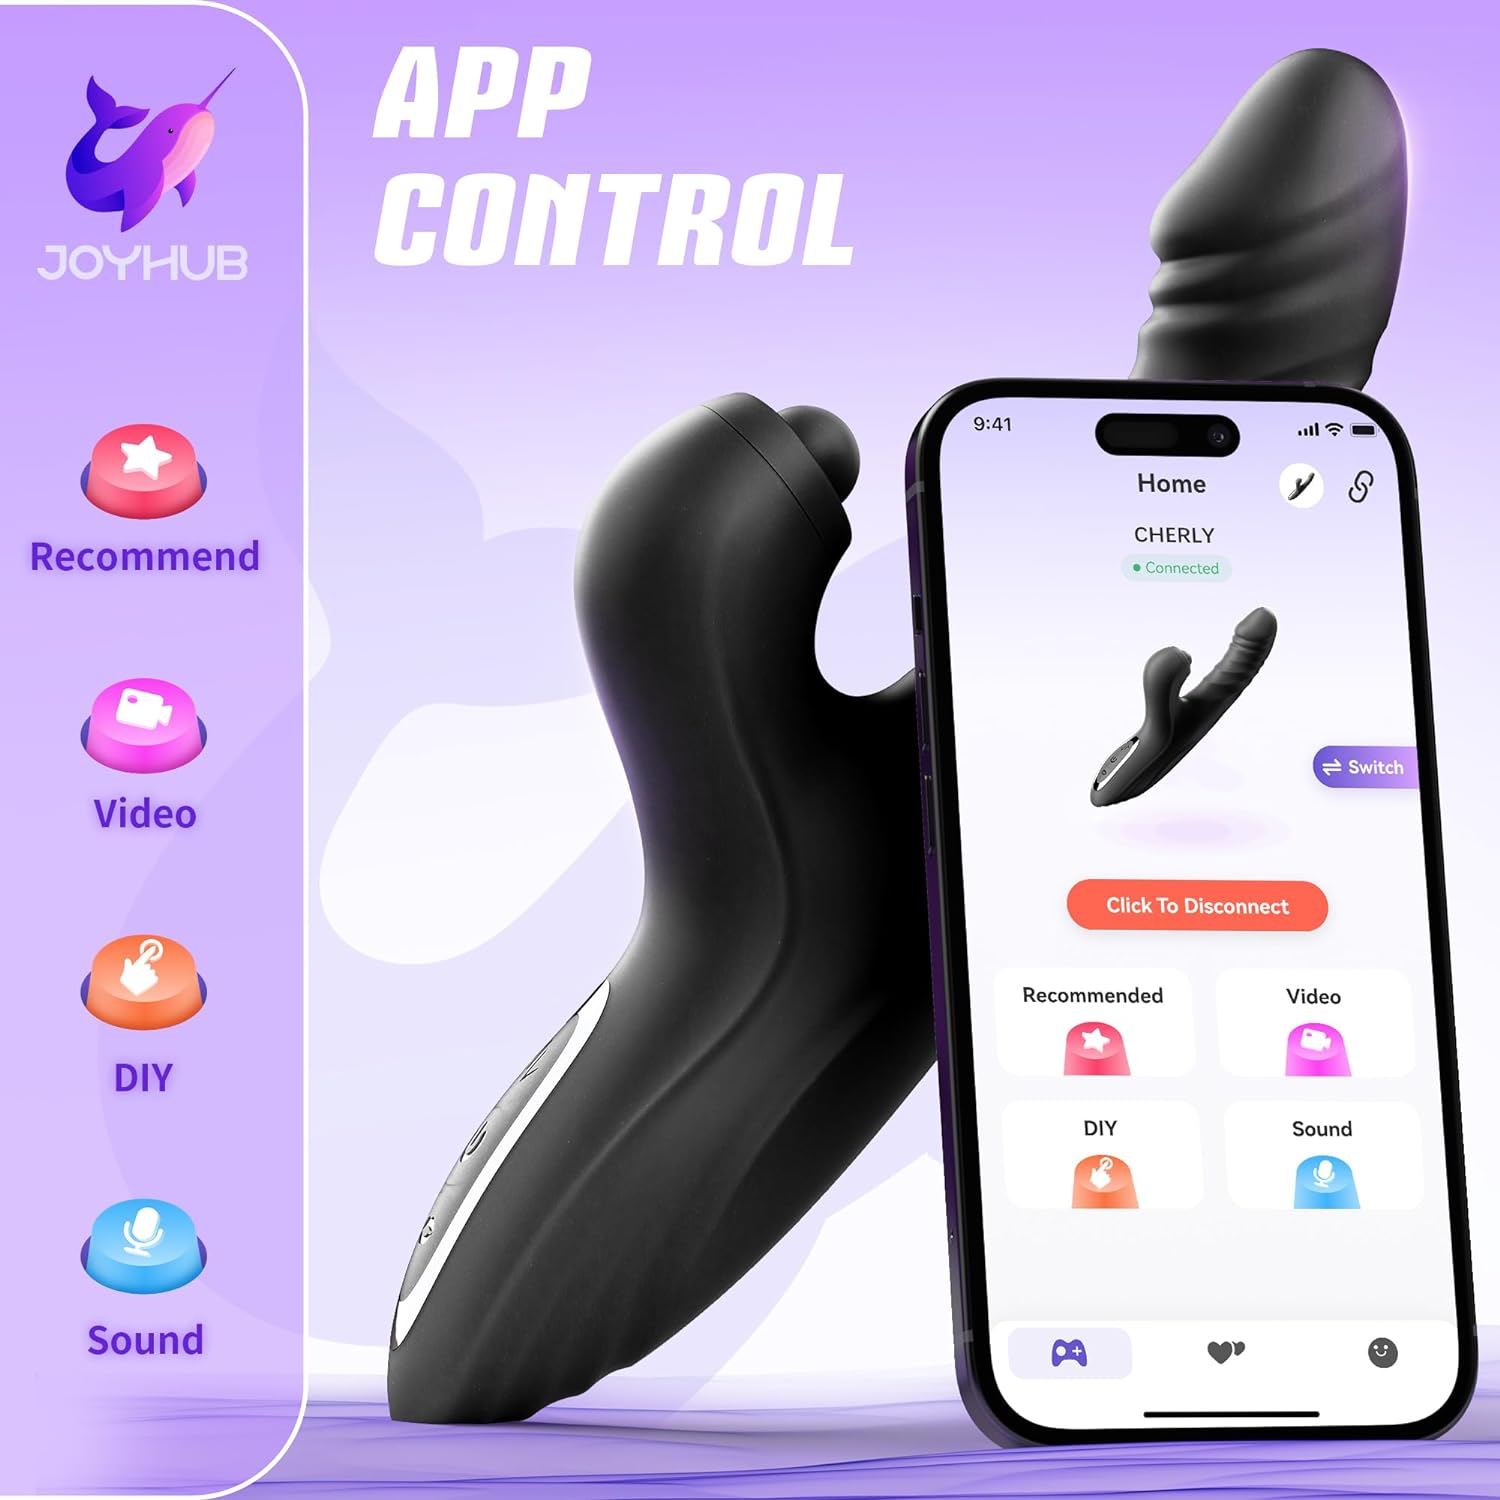 JOYHUB
APP
CONTROL
Recommend
Video
DIY
Sound
9:41
Home
CHERLY
Connected
Switch
Click To Disconnect
Recommended
Video
DIY
Sound